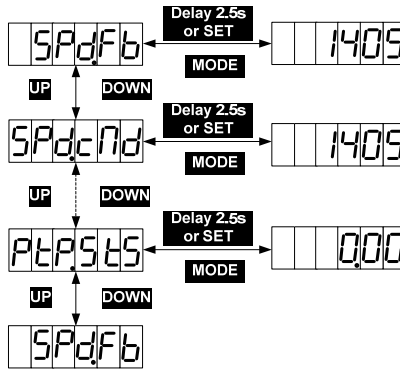 SPd.Fb Delay 2.5s or SET MODE 1405
UP DOWN
SPd.cMd Delay 2.5s or SET MODE 1405
UP DOWN
PtP.StS Delay 2.5s or SET MODE 0.00
UP DOWN
SPd.Fb